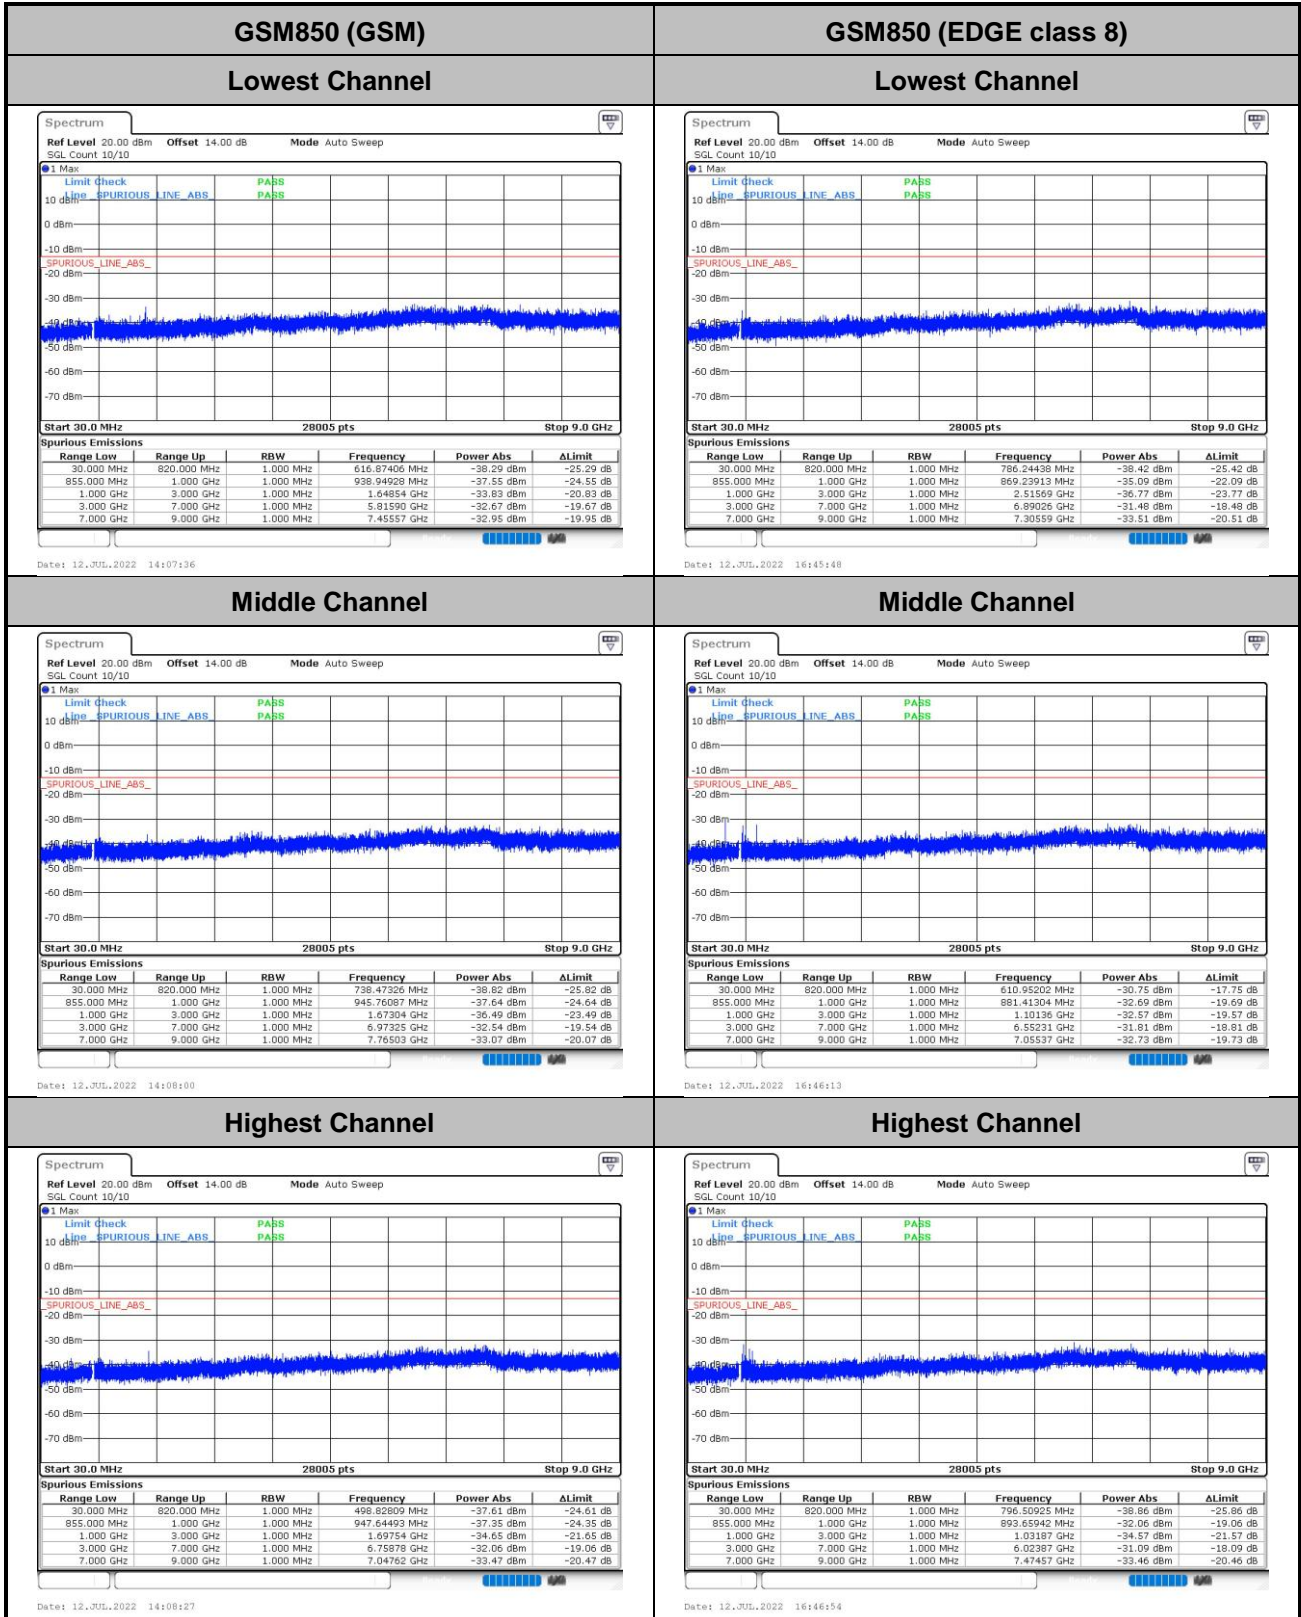 GSM850 (GSM)
GSM850 (EDGE class 8)
Lowest Channel
Lowest Channel
Spectrum
Ref Level 20.00 dBm Offset 14.00 dB Mode Auto Sweep
SGL Count 10/10
1 Max
Limit Check PASS
Line _SPURIOUS_LINE_ABS_ PASS
10 dBm
0 dBm
-10 dBm
_SPURIOUS_LINE_ABS_
-20 dBm
-30 dBm
-40 dBm
-50 dBm
-60 dBm
-70 dBm
Start 30.0 MHz 28005 pts Stop 9.0 GHz
Spurious Emissions
Range Low Range Up RBW Frequency Power Abs ΔLimit
30.000 MHz 820.000 MHz 1.000 MHz 616.87406 MHz -38.29 dBm -25.29 dB
855.000 MHz 1.000 GHz 1.000 MHz 938.94928 MHz -37.55 dBm -24.55 dB
1.000 GHz 3.000 GHz 1.000 MHz 1.64854 GHz -33.83 dBm -20.83 dB
3.000 GHz 7.000 GHz 1.000 MHz 5.81590 GHz -32.67 dBm -19.67 dB
7.000 GHz 9.000 GHz 1.000 MHz 7.45557 GHz -32.95 dBm -19.95 dB
Date: 12.JUL.2022 14:07:36
Spectrum
Ref Level 20.00 dBm Offset 14.00 dB Mode Auto Sweep
SGL Count 10/10
1 Max
Limit Check PASS
Line _SPURIOUS_LINE_ABS_ PASS
10 dBm
0 dBm
-10 dBm
_SPURIOUS_LINE_ABS_
-20 dBm
-30 dBm
-40 dBm
-50 dBm
-60 dBm
-70 dBm
Start 30.0 MHz 28005 pts Stop 9.0 GHz
Spurious Emissions
Range Low Range Up RBW Frequency Power Abs ΔLimit
30.000 MHz 820.000 MHz 1.000 MHz 786.24438 MHz -38.42 dBm -25.42 dB
855.000 MHz 1.000 GHz 1.000 MHz 869.23913 MHz -35.09 dBm -22.09 dB
1.000 GHz 3.000 GHz 1.000 MHz 2.51569 GHz -36.77 dBm -23.77 dB
3.000 GHz 7.000 GHz 1.000 MHz 6.89026 GHz -31.48 dBm -18.48 dB
7.000 GHz 9.000 GHz 1.000 MHz 7.30559 GHz -33.51 dBm -20.51 dB
Date: 12.JUL.2022 16:45:48
Middle Channel
Middle Channel
Spectrum
Ref Level 20.00 dBm Offset 14.00 dB Mode Auto Sweep
SGL Count 10/10
1 Max
Limit Check PASS
Line _SPURIOUS_LINE_ABS_ PASS
10 dBm
0 dBm
-10 dBm
_SPURIOUS_LINE_ABS_
-20 dBm
-30 dBm
-40 dBm
-50 dBm
-60 dBm
-70 dBm
Start 30.0 MHz 28005 pts Stop 9.0 GHz
Spurious Emissions
Range Low Range Up RBW Frequency Power Abs ΔLimit
30.000 MHz 820.000 MHz 1.000 MHz 738.47326 MHz -38.82 dBm -25.82 dB
855.000 MHz 1.000 GHz 1.000 MHz 945.76087 MHz -37.64 dBm -24.64 dB
1.000 GHz 3.000 GHz 1.000 MHz 1.67304 GHz -36.49 dBm -23.49 dB
3.000 GHz 7.000 GHz 1.000 MHz 6.97325 GHz -32.54 dBm -19.54 dB
7.000 GHz 9.000 GHz 1.000 MHz 7.76503 GHz -33.07 dBm -20.07 dB
Date: 12.JUL.2022 14:08:00
Spectrum
Ref Level 20.00 dBm Offset 14.00 dB Mode Auto Sweep
SGL Count 10/10
1 Max
Limit Check PASS
Line _SPURIOUS_LINE_ABS_ PASS
10 dBm
0 dBm
-10 dBm
_SPURIOUS_LINE_ABS_
-20 dBm
-30 dBm
-40 dBm
-50 dBm
-60 dBm
-70 dBm
Start 30.0 MHz 28005 pts Stop 9.0 GHz
Spurious Emissions
Range Low Range Up RBW Frequency Power Abs ΔLimit
30.000 MHz 820.000 MHz 1.000 MHz 610.95202 MHz -30.75 dBm -17.75 dB
855.000 MHz 1.000 GHz 1.000 MHz 881.41304 MHz -32.69 dBm -19.69 dB
1.000 GHz 3.000 GHz 1.000 MHz 1.10136 GHz -32.57 dBm -19.57 dB
3.000 GHz 7.000 GHz 1.000 MHz 6.55231 GHz -31.81 dBm -18.81 dB
7.000 GHz 9.000 GHz 1.000 MHz 7.05537 GHz -32.73 dBm -19.73 dB
Date: 12.JUL.2022 16:46:13
Highest Channel
Highest Channel
Spectrum
Ref Level 20.00 dBm Offset 14.00 dB Mode Auto Sweep
SGL Count 10/10
1 Max
Limit Check PASS
Line _SPURIOUS_LINE_ABS_ PASS
10 dBm
0 dBm
-10 dBm
_SPURIOUS_LINE_ABS_
-20 dBm
-30 dBm
-40 dBm
-50 dBm
-60 dBm
-70 dBm
Start 30.0 MHz 28005 pts Stop 9.0 GHz
Spurious Emissions
Range Low Range Up RBW Frequency Power Abs ΔLimit
30.000 MHz 820.000 MHz 1.000 MHz 498.82809 MHz -37.61 dBm -24.61 dB
855.000 MHz 1.000 GHz 1.000 MHz 947.64493 MHz -37.35 dBm -24.35 dB
1.000 GHz 3.000 GHz 1.000 MHz 1.69754 GHz -34.65 dBm -21.65 dB
3.000 GHz 7.000 GHz 1.000 MHz 6.75878 GHz -32.06 dBm -19.06 dB
7.000 GHz 9.000 GHz 1.000 MHz 7.04762 GHz -33.47 dBm -20.47 dB
Date: 12.JUL.2022 14:08:27
Spectrum
Ref Level 20.00 dBm Offset 14.00 dB Mode Auto Sweep
SGL Count 10/10
1 Max
Limit Check PASS
Line _SPURIOUS_LINE_ABS_ PASS
10 dBm
0 dBm
-10 dBm
_SPURIOUS_LINE_ABS_
-20 dBm
-30 dBm
-40 dBm
-50 dBm
-60 dBm
-70 dBm
Start 30.0 MHz 28005 pts Stop 9.0 GHz
Spurious Emissions
Range Low Range Up RBW Frequency Power Abs ΔLimit
30.000 MHz 820.000 MHz 1.000 MHz 796.50925 MHz -38.86 dBm -25.86 dB
855.000 MHz 1.000 GHz 1.000 MHz 893.65942 MHz -32.06 dBm -19.06 dB
1.000 GHz 3.000 GHz 1.000 MHz 1.03187 GHz -34.57 dBm -21.57 dB
3.000 GHz 7.000 GHz 1.000 MHz 6.02387 GHz -31.09 dBm -18.09 dB
7.000 GHz 9.000 GHz 1.000 MHz 7.47457 GHz -33.46 dBm -20.46 dB
Date: 12.JUL.2022 16:46:54